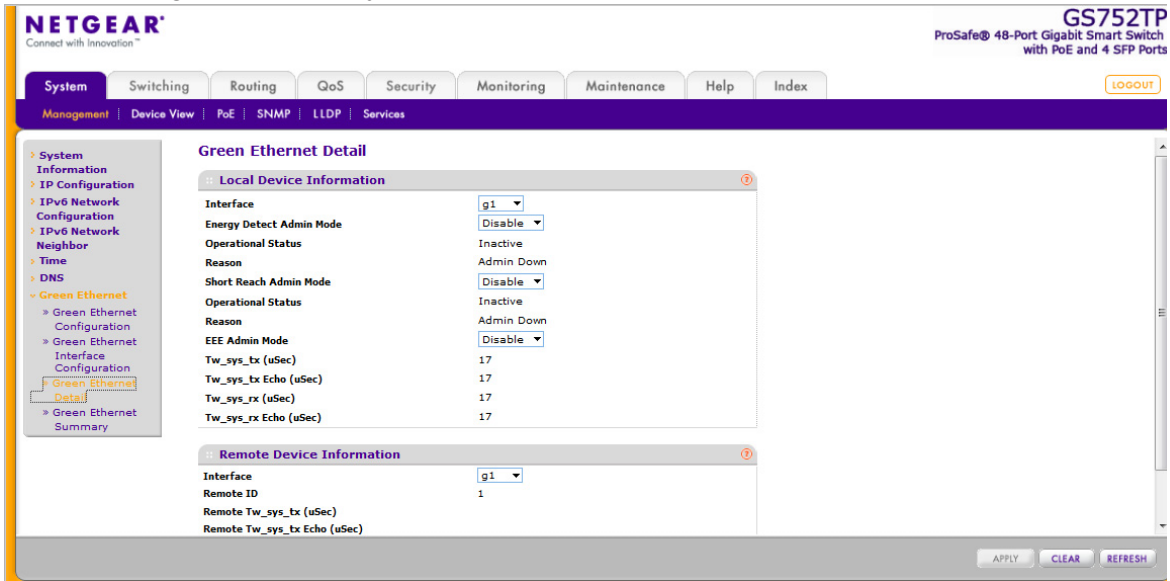 NETGEAR®
Connect with Innovation™
GS752TP
ProSafe® 48-Port Gigabit Smart Switch
with PoE and 4 SFP Ports
System Switching Routing QoS Security Monitoring Maintenance Help Index
LOGOUT
Management Device View PoE SNMP LLDP Services
System
Information
IP Configuration
IPv6 Network
Configuration
IPv6 Network
Neighbor
Time
DNS
Green Ethernet
Green Ethernet
Configuration
Green Ethernet
Interface
Configuration
Green Ethernet
Detail
Green Ethernet
Summary
Green Ethernet Detail
Local Device Information ?
Interface g1
Energy Detect Admin Mode Disable
Operational Status Inactive
Reason Admin Down
Short Reach Admin Mode Disable
Operational Status Inactive
Reason Admin Down
EEE Admin Mode Disable
Tw_sys_tx (uSec) 17
Tw_sys_tx Echo (uSec) 17
Tw_sys_rx (uSec) 17
Tw_sys_rx Echo (uSec) 17
Remote Device Information ?
Interface g1
Remote ID 1
Remote Tw_sys_tx (uSec)
Remote Tw_sys_tx Echo (uSec)
APPLY CLEAR REFRESH